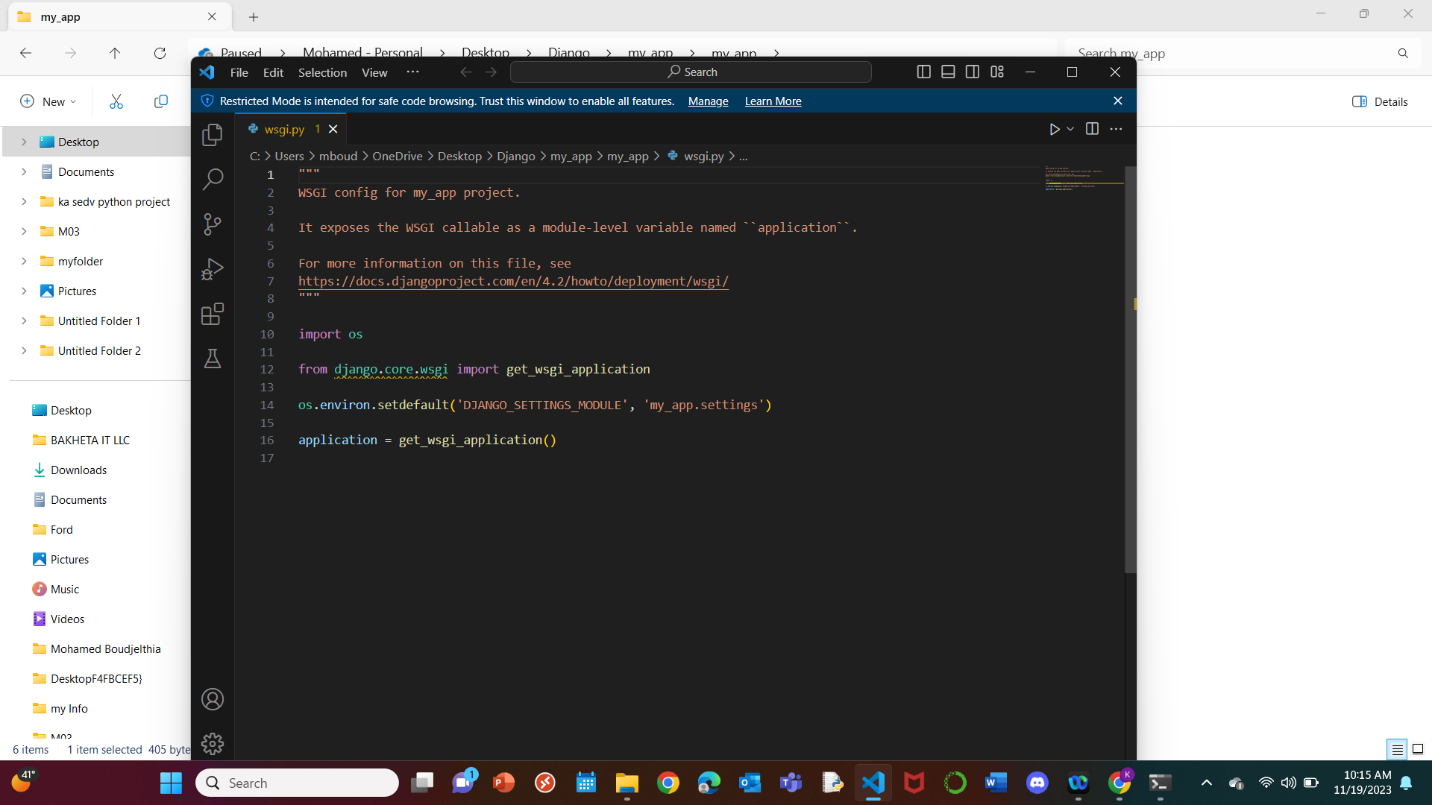 my_app
Paused > Mohamed - Personal > Desktop > Django > my_app > my_app >
Search my_app
New
Details
File Edit Selection View ...
Search
Restricted Mode is intended for safe code browsing. Trust this window to enable all features. Manage Learn More
wsgi.py 1
C: > Users > mboud > OneDrive > Desktop > Django > my_app > my_app > wsgi.py > ...
1 """
2 WSGI config for my_app project.
3
4 It exposes the WSGI callable as a module-level variable named ``application``.
5
6 For more information on this file, see
7 https://docs.djangoproject.com/en/4.2/howto/deployment/wsgi/
8 """
9
10 import os
11
12 from django.core.wsgi import get_wsgi_application
13
14 os.environ.setdefault('DJANGO_SETTINGS_MODULE', 'my_app.settings')
15
16 application = get_wsgi_application()
17
Desktop
Documents
ka sedv python project
M03
myfolder
Pictures
Untitled Folder 1
Untitled Folder 2
Desktop
BAKHETA IT LLC
Downloads
Documents
Ford
Pictures
Music
Videos
Mohamed Boudjelthia
DesktopF4FBCEF5}
my Info
M03
6 items 1 item selected 405 byte
41°
Search
1
K
10:15 AM
11/19/2023